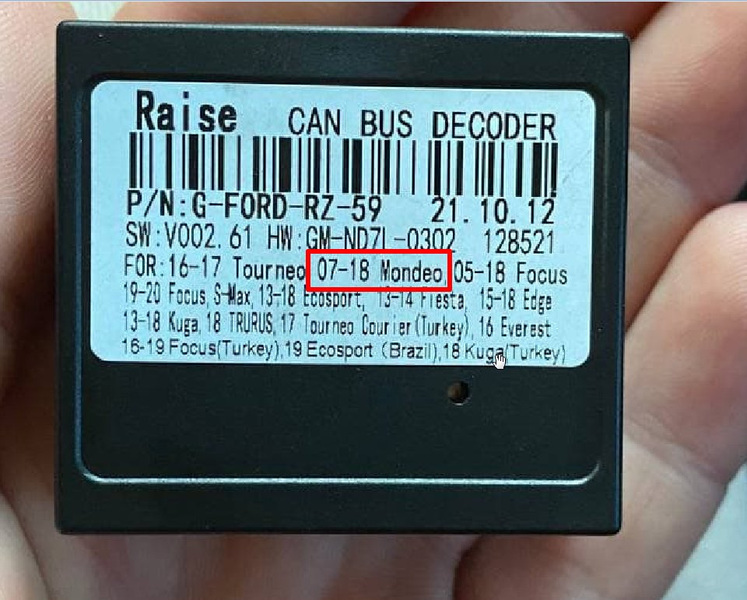 Raise CAN BUS DECODER
P/N:G-FORD-RZ-59 21.10.12
SW:V002.61 HW:GM-ND7L-0302 128521
FOR:16-17 Tourneo,07-18 Mondeo,05-18 Focus
19-20 Focus,S-Max,13-18 Ecosport, 13-14 Fiesta, 15-18 Edge
13-18 Kuga,18 TRURUS,17 Tourneo Courier(Turkey),16 Everest
16-19 Focus(Turkey),19 Ecosport (Brazil),18 Kuga(Turkey)